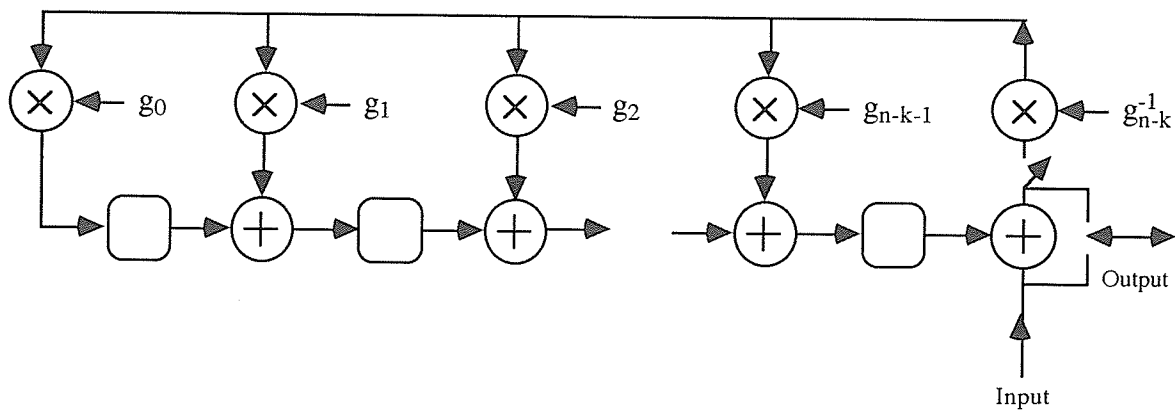 g₀
g₁
g₂
gₙ₋ₖ₋₁
g⁻¹ₙ₋ₖ
Output
Input